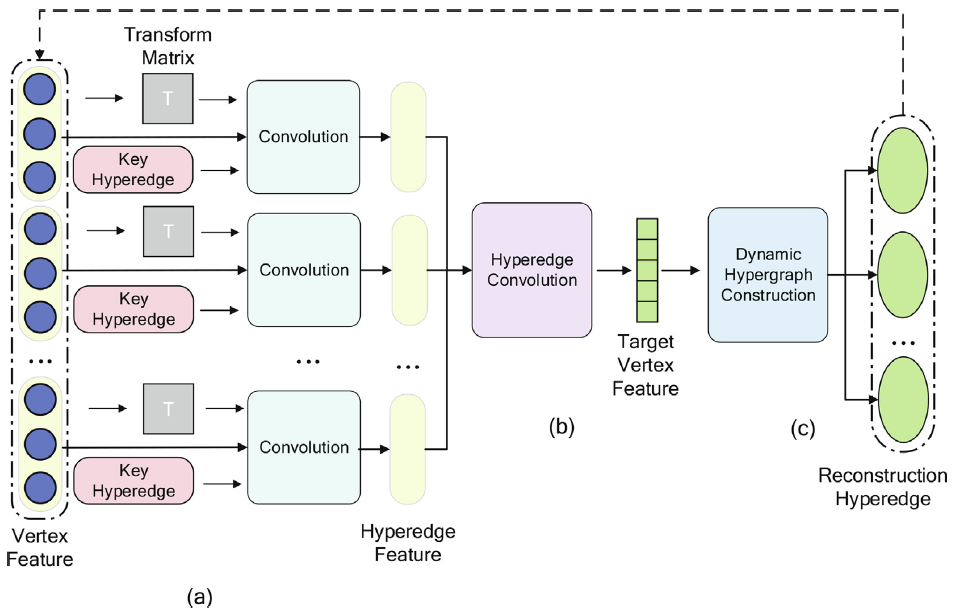 Transform
Matrix
T
Convolution
Key
Hyperedge
T
Convolution
Key
Hyperedge
Hyperedge
Convolution
Dynamic
Hypergraph
Construction
Target
Vertex
Feature
...
...
...
...
T
Convolution
Key
Hyperedge
(b)
(c)
Reconstruction
Hyperedge
Vertex
Feature
Hyperedge
Feature
(a)